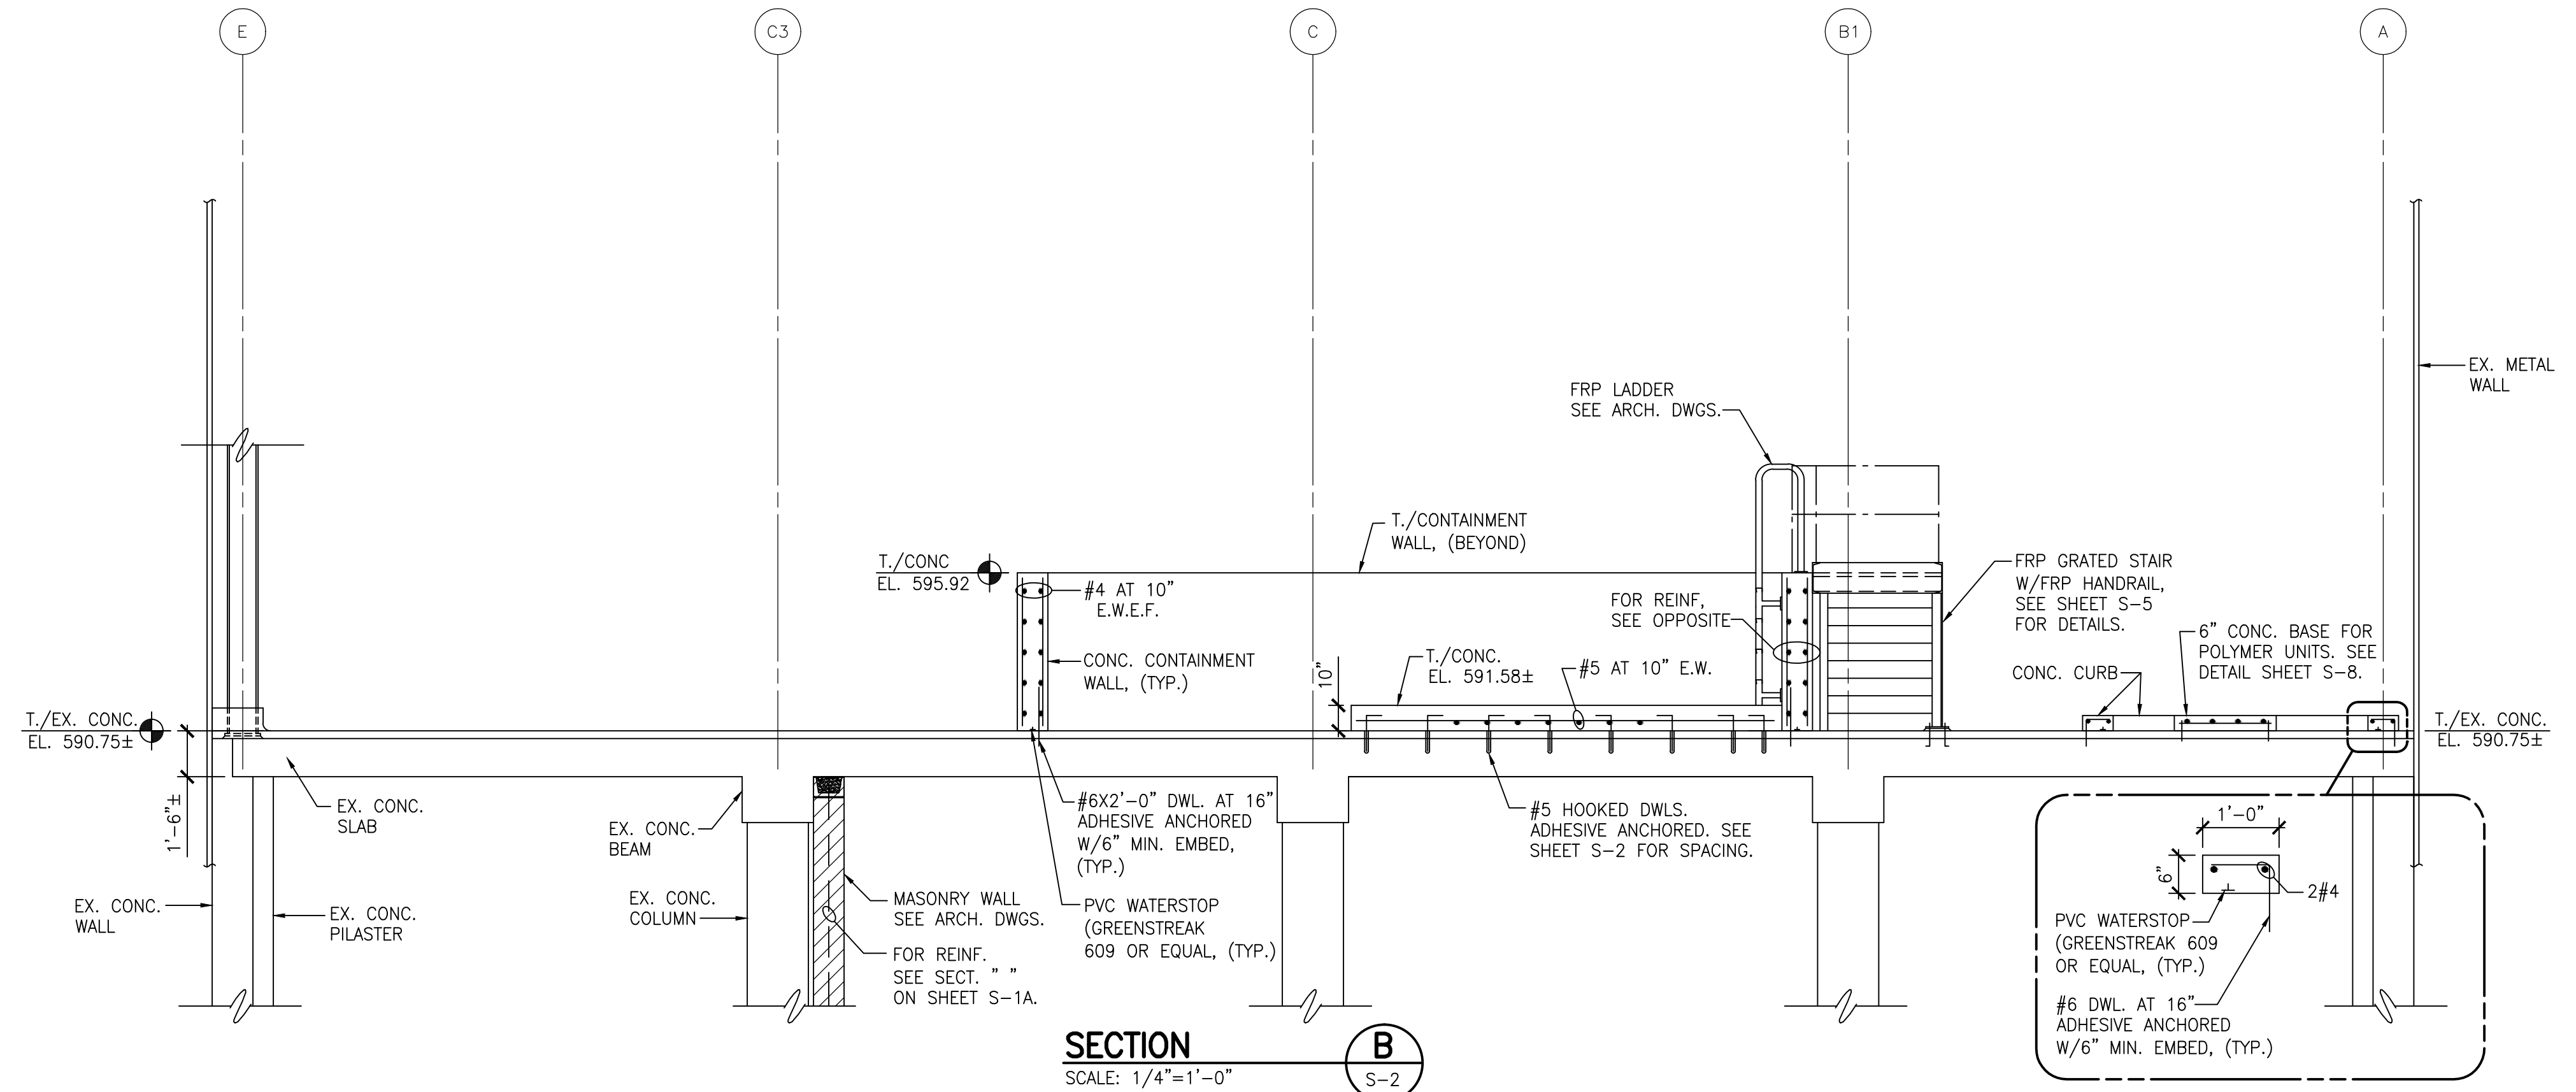 E
C3
C
B1
A
EX. METAL
WALL
FRP LADDER
SEE ARCH. DWGS.
T./CONTAINMENT
WALL, (BEYOND)
T./CONC
EL. 595.92
#4 AT 10"
E.W.E.F.
FRP GRATED STAIR
W/FRP HANDRAIL,
SEE SHEET S-5
FOR DETAILS.
FOR REINF,
SEE OPPOSITE
6" CONC. BASE FOR
POLYMER UNITS. SEE
DETAIL SHEET S-8.
CONC. CURB
CONC. CONTAINMENT
WALL, (TYP.)
10"
T./CONC.
EL. 591.58±
#5 AT 10" E.W.
T./EX. CONC.
EL. 590.75±
T./EX. CONC.
EL. 590.75±
1'-6"±
EX. CONC.
SLAB
EX. CONC.
BEAM
#6X2'-0" DWL. AT 16"
ADHESIVE ANCHORED
W/6" MIN. EMBED,
(TYP.)
#5 HOOKED DWLS.
ADHESIVE ANCHORED. SEE
SHEET S-2 FOR SPACING.
EX. CONC.
WALL
EX. CONC.
PILASTER
EX. CONC.
COLUMN
MASONRY WALL
SEE ARCH. DWGS.
FOR REINF.
SEE SECT. " "
ON SHEET S-1A.
PVC WATERSTOP
(GREENSTREAK
609 OR EQUAL, (TYP.)
1'-0"
6"
2#4
PVC WATERSTOP
(GREENSTREAK 609
OR EQUAL, (TYP.)
#6 DWL. AT 16"
ADHESIVE ANCHORED
W/6" MIN. EMBED, (TYP.)
SECTION
SCALE: 1/4"=1'-0"
B
S-2